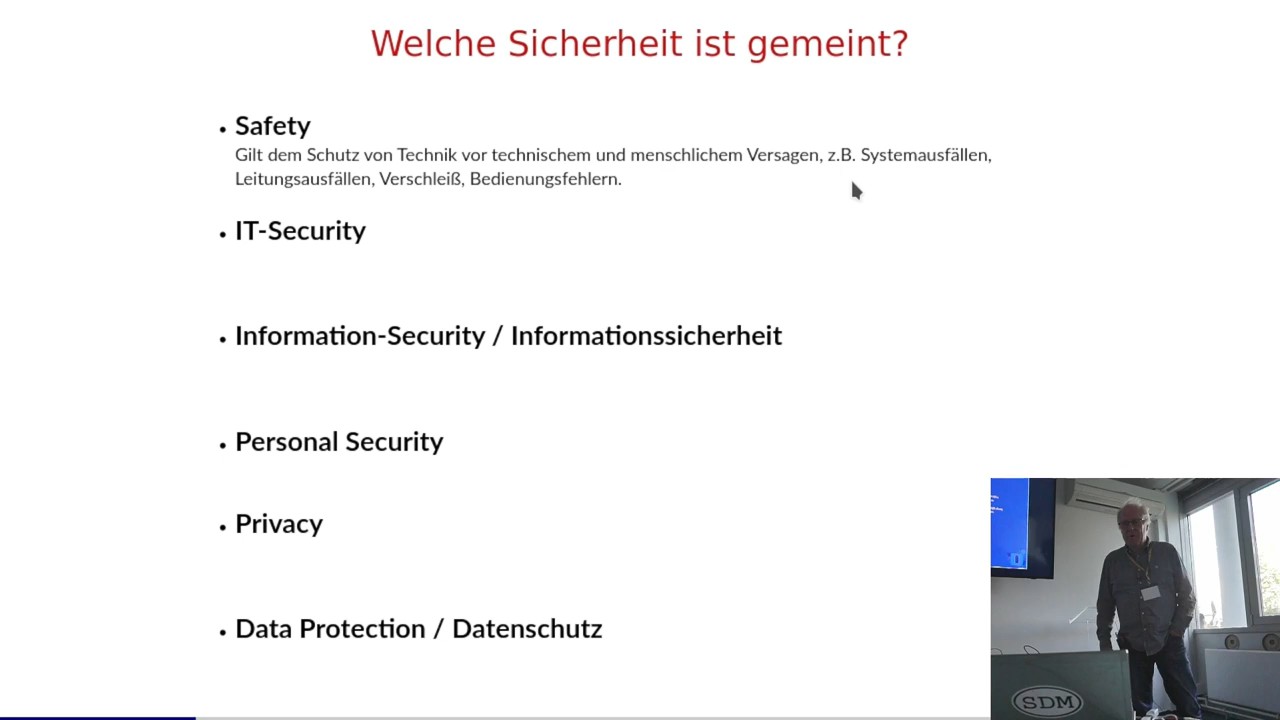 Welche Sicherheit ist gemeint?
• Safety
Gilt dem Schutz von Technik vor technischem und menschlichem Versagen, z.B. Systemausfällen,
Leitungsausfällen, Verschleiß, Bedienungsfehlern.
• IT-Security
• Information-Security / Informationssicherheit
• Personal Security
• Privacy
• Data Protection / Datenschutz
SDM